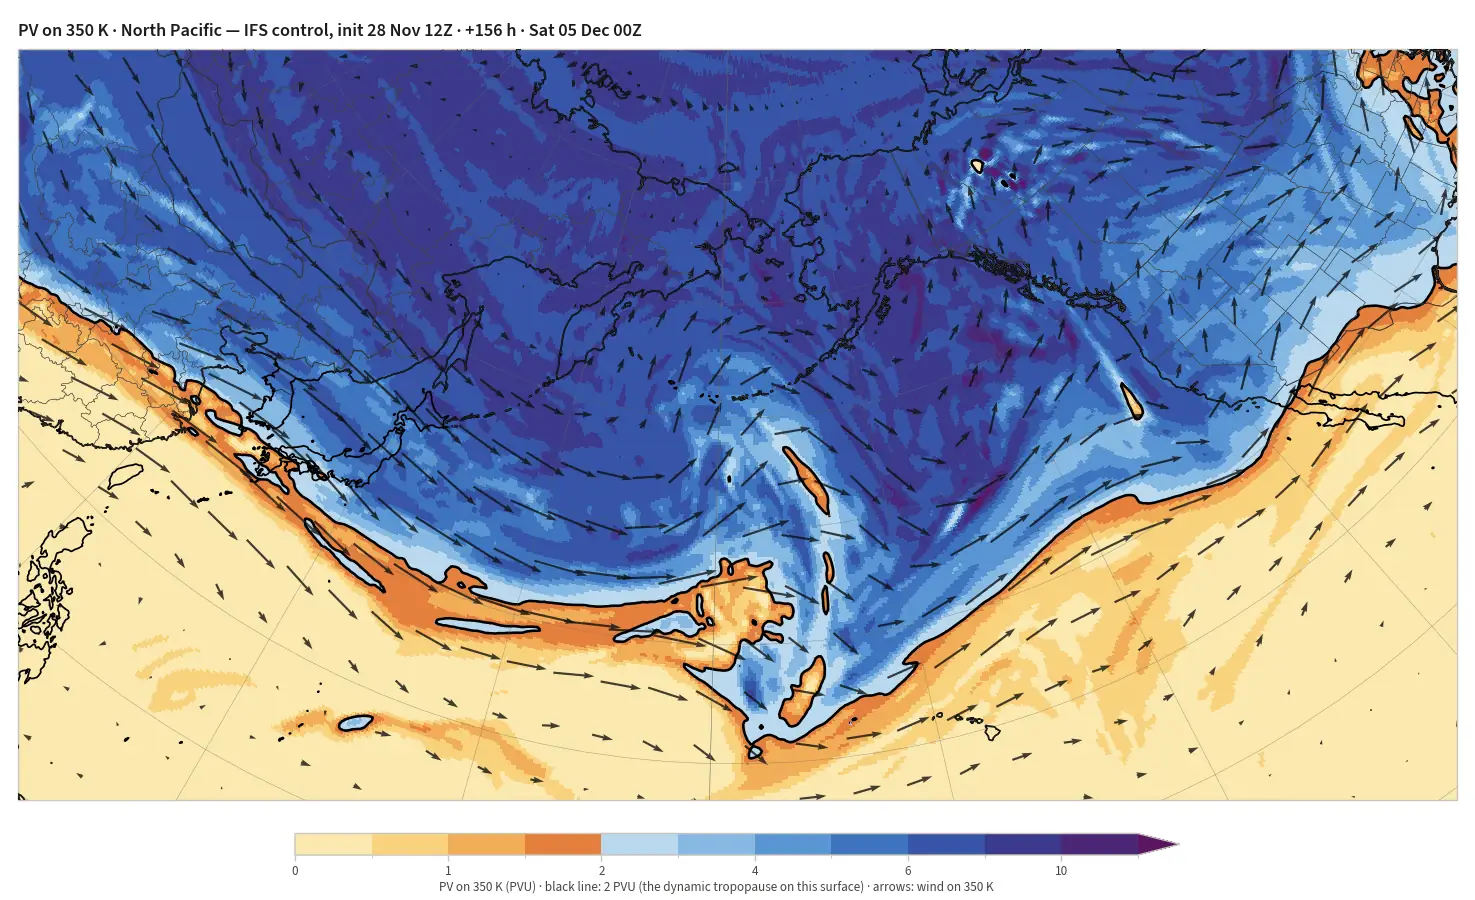 PV on 350 K · North Pacific — IFS control, init 28 Nov 12Z · +156 h · Sat 05 Dec 00Z
0 1 2 4 6 10
PV on 350 K (PVU) · black line: 2 PVU (the dynamic tropopause on this surface) · arrows: wind on 350 K